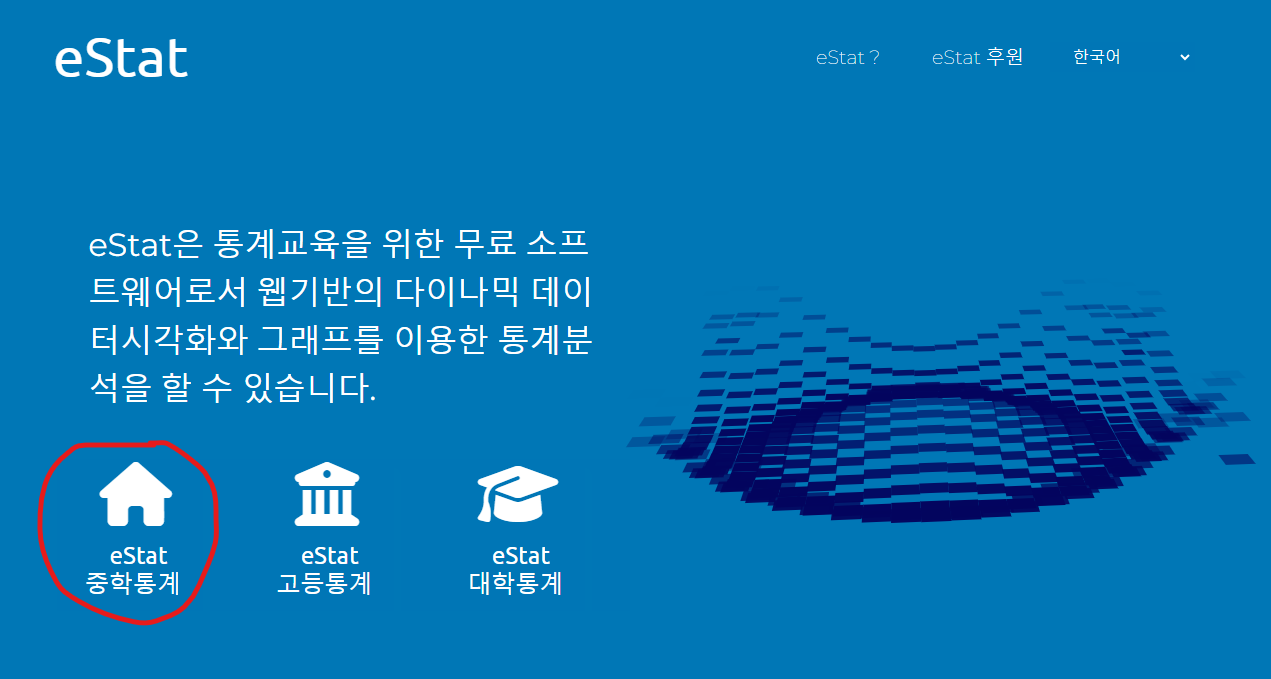 eStat
eStat ?
eStat 후원
한국어
eStat은 통계교육을 위한 무료 소프
트웨어로서 웹기반의 다이나믹 데이
터시각화와 그래프를 이용한 통계분
석을 할 수 있습니다.
eStat
중학통계
eStat
고등통계
eStat
대학통계